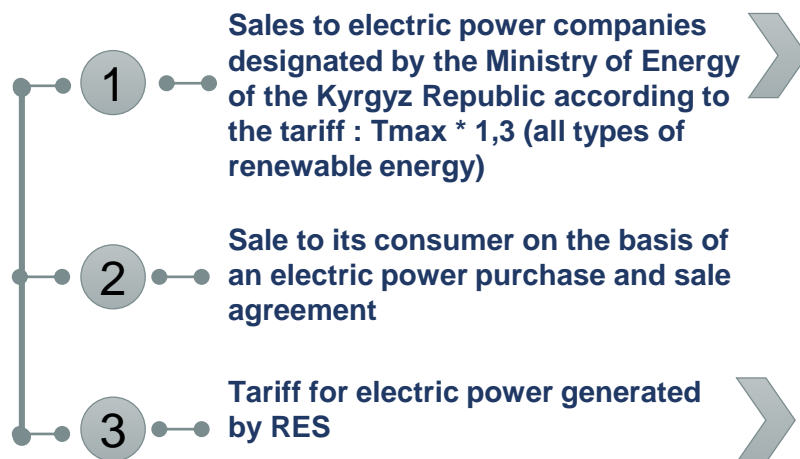 1
Sales to electric power companies
designated by the Ministry of Energy
of the Kyrgyz Republic according to
the tariff : Tmax * 1,3 (all types of
renewable energy)
2
Sale to its consumer on the basis of
an electric power purchase and sale
agreement
3
Tariff for electric power generated
by RES